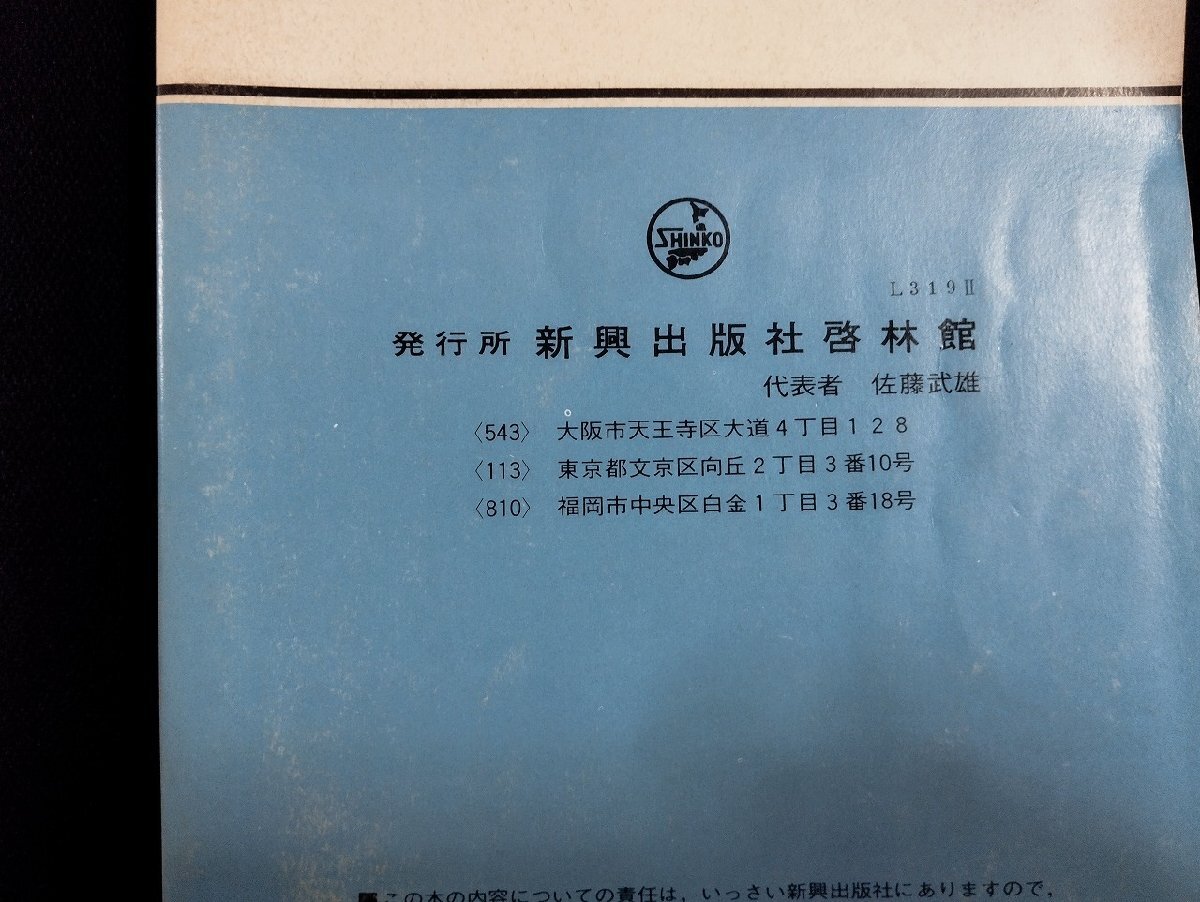 SHINKO
L319Ⅱ
発行所 新興出版社啓林館
代表者 佐藤武雄
〈543〉 大阪市天王寺区大道4丁目128
〈113〉 東京都文京区向丘2丁目3番10号
〈810〉 福岡市中央区白金1丁目3番18号
■この本の内容についての責任は，いっさい新興出版社にありますので，